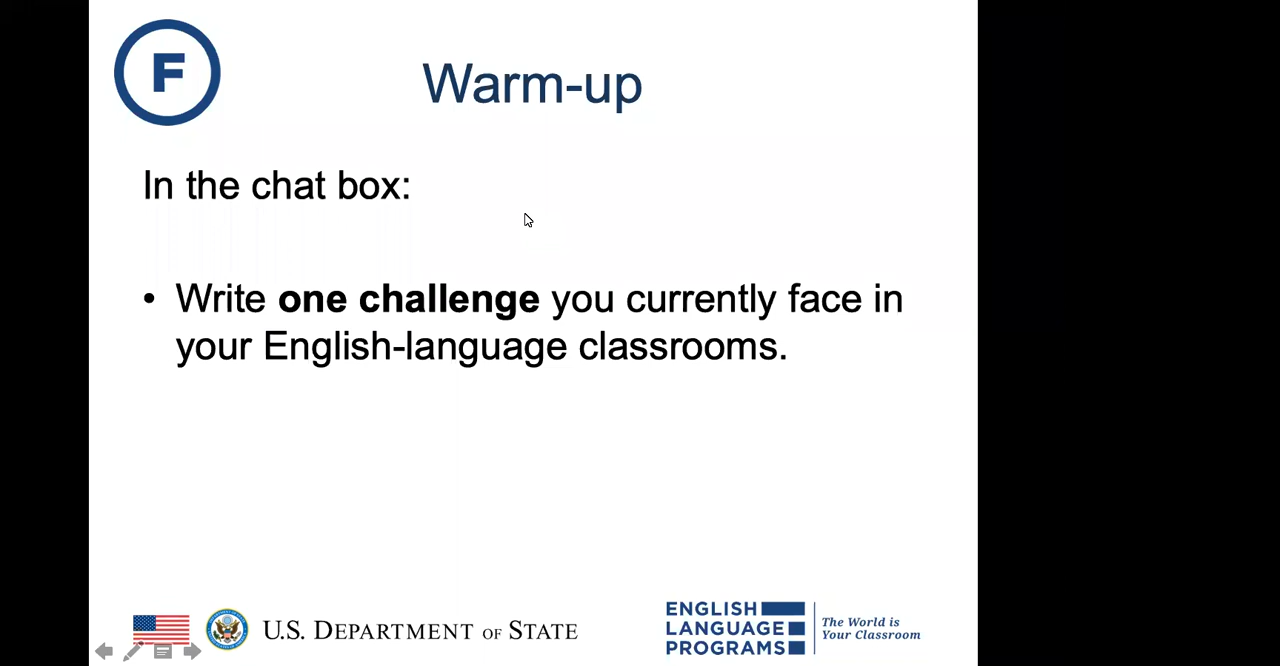 F
Warm-up
In the chat box:
• Write one challenge you currently face in
your English-language classrooms.
U.S. DEPARTMENT OF STATE
ENGLISH
LANGUAGE
PROGRAMS
The World is
Your Classroom